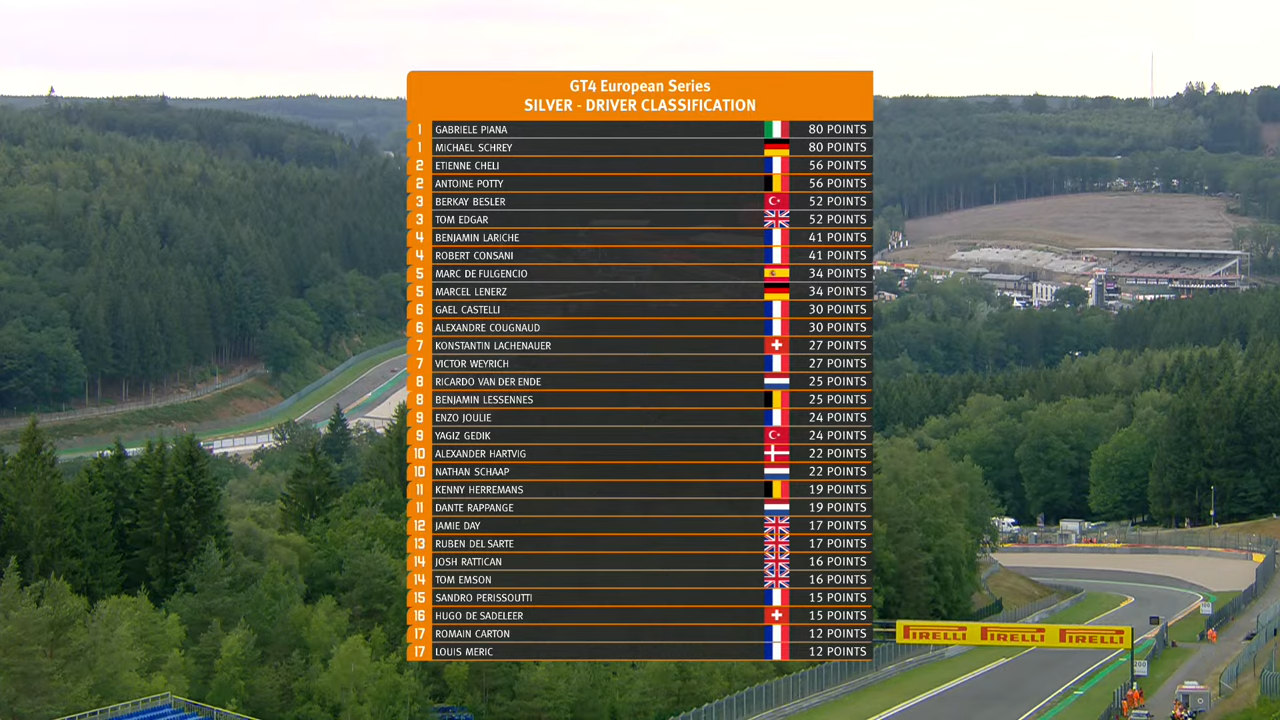 GT4 European Series
SILVER - DRIVER CLASSIFICATION
1 GABRIELE PIANA 80 POINTS
1 MICHAEL SCHREY 80 POINTS
2 ETIENNE CHELI 56 POINTS
2 ANTOINE POTTY 56 POINTS
3 BERKAY BESLER 52 POINTS
3 TOM EDGAR 52 POINTS
4 BENJAMIN LARICHE 41 POINTS
4 ROBERT CONSANI 41 POINTS
5 MARC DE FULGENCIO 34 POINTS
5 MARCEL LENERZ 34 POINTS
6 GAEL CASTELLI 30 POINTS
6 ALEXANDRE COUGNAUD 30 POINTS
7 KONSTANTIN LACHENAUER 27 POINTS
7 VICTOR WEYRICH 27 POINTS
8 RICARDO VAN DER ENDE 25 POINTS
8 BENJAMIN LESSENNES 25 POINTS
9 ENZO JOULIE 24 POINTS
9 YAGIZ GEDIK 24 POINTS
10 ALEXANDER HARTVIG 22 POINTS
10 NATHAN SCHAAP 22 POINTS
11 KENNY HERREMANS 19 POINTS
11 DANTE RAPPANGE 19 POINTS
12 JAMIE DAY 17 POINTS
13 RUBEN DEL SARTE 17 POINTS
14 JOSH RATTICAN 16 POINTS
14 TOM EMSON 16 POINTS
15 SANDRO PERISSOUTTI 15 POINTS
16 HUGO DE SADELEER 15 POINTS
17 ROMAIN CARTON 12 POINTS
17 LOUIS MERIC 12 POINTS
PIRELLI PIRELLI PIRELLI
200